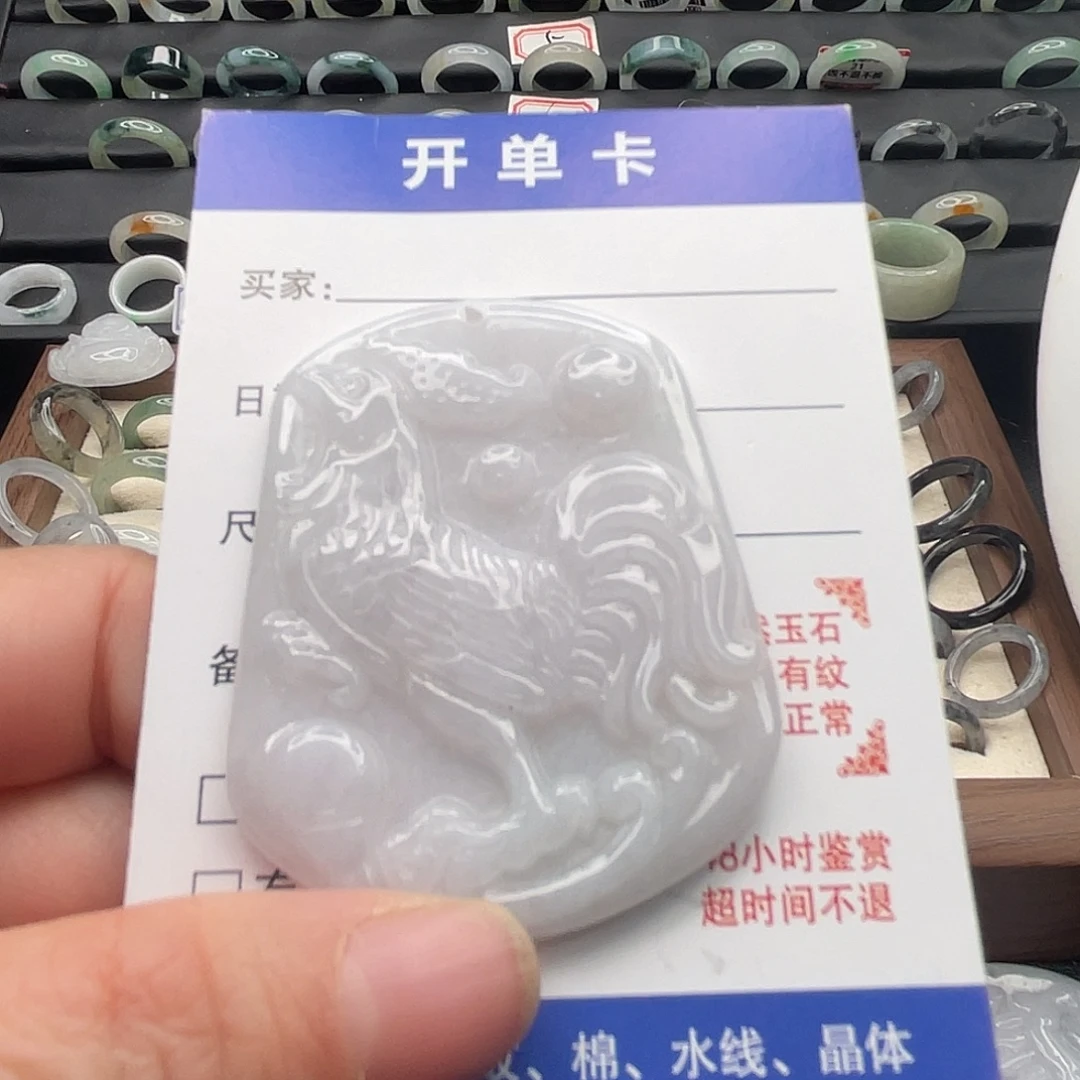 开单卡
买家：
日
尺
备
玉石
有纹
正常
8小时鉴赏
超时间不退
、棉、水线、晶体